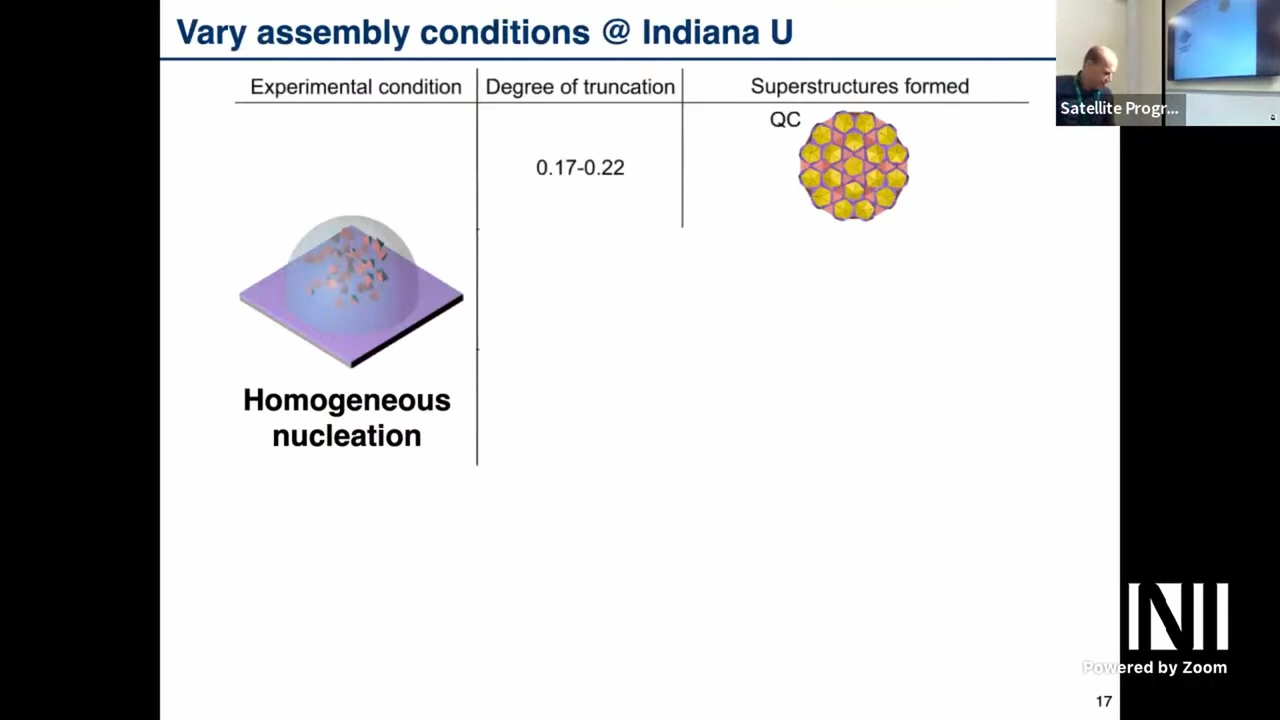 Vary assembly conditions @ Indiana U
Experimental condition
Degree of truncation
Superstructures formed
QC
0.17-0.22
Homogeneous
nucleation
Satellite Progr...
NII
Powered by Zoom
17